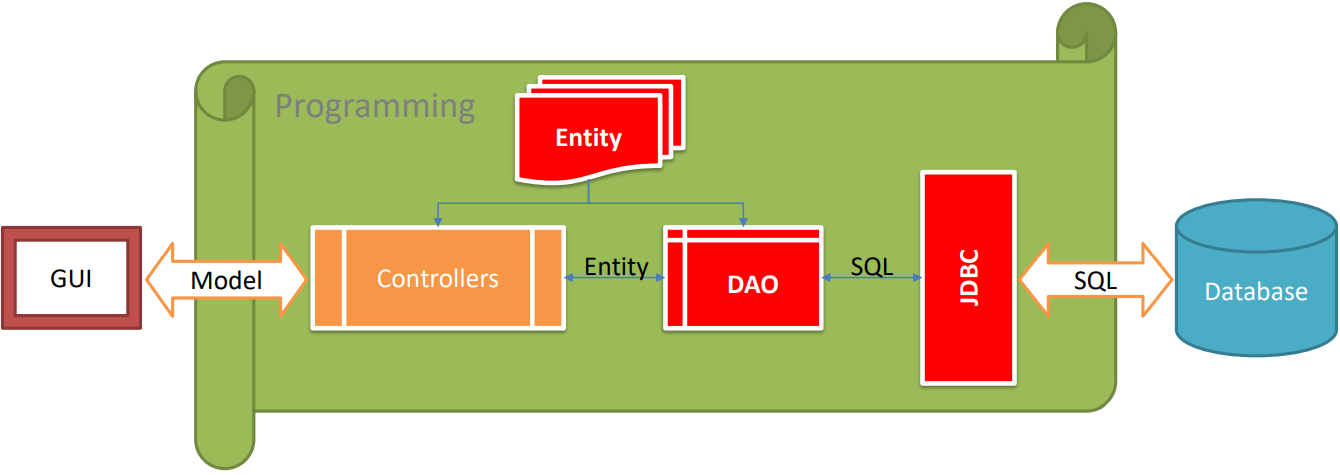 Programming
Entity
GUI
Model
Controllers
Entity
DAO
SQL
JDBC
SQL
Database